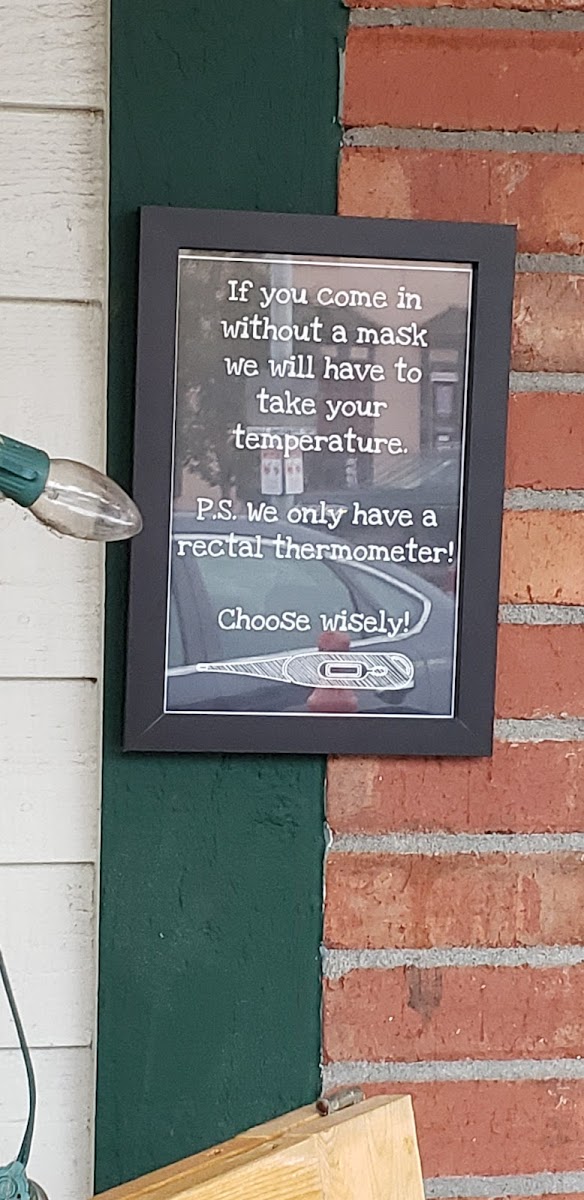 If you come in
without a mask
we will have to
take your
temperature.
P.S. We only have a
rectal thermometer!
Choose wisely!